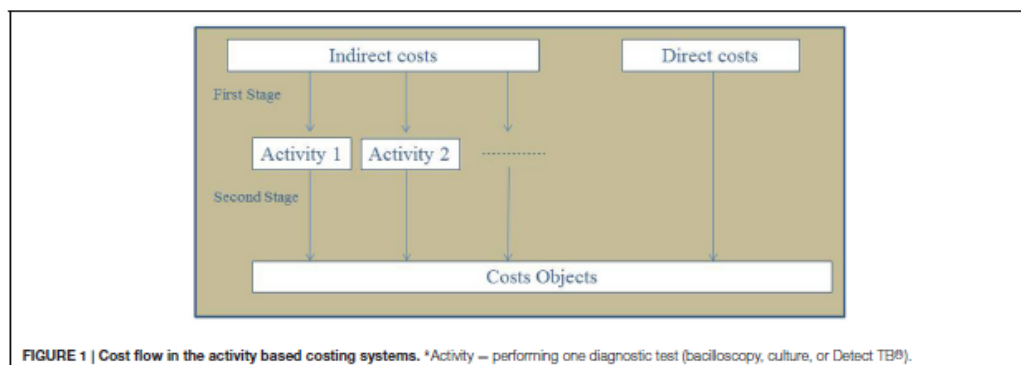 Indirect costs
Direct costs
First Stage
Activity 1
Activity 2
Second Stage
Costs Objects
FIGURE 1 | Cost flow in the activity based costing systems. *Activity = performing one diagnostic test (bacilloscopy, culture, or Detect TB®).